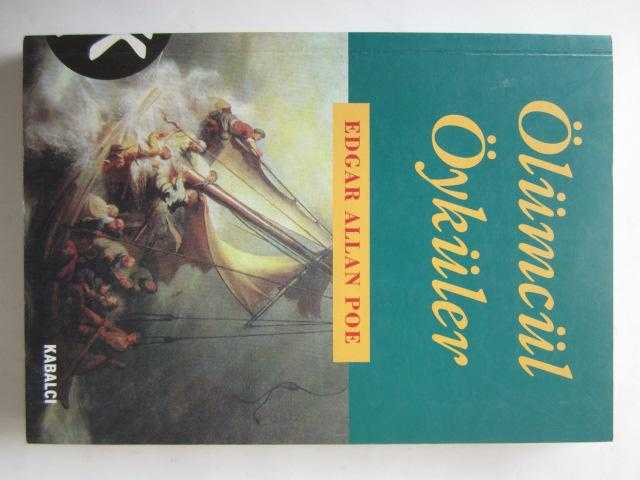 Ölümcül
Öyküler
EDGAR ALLAN POE
KABALCI
K